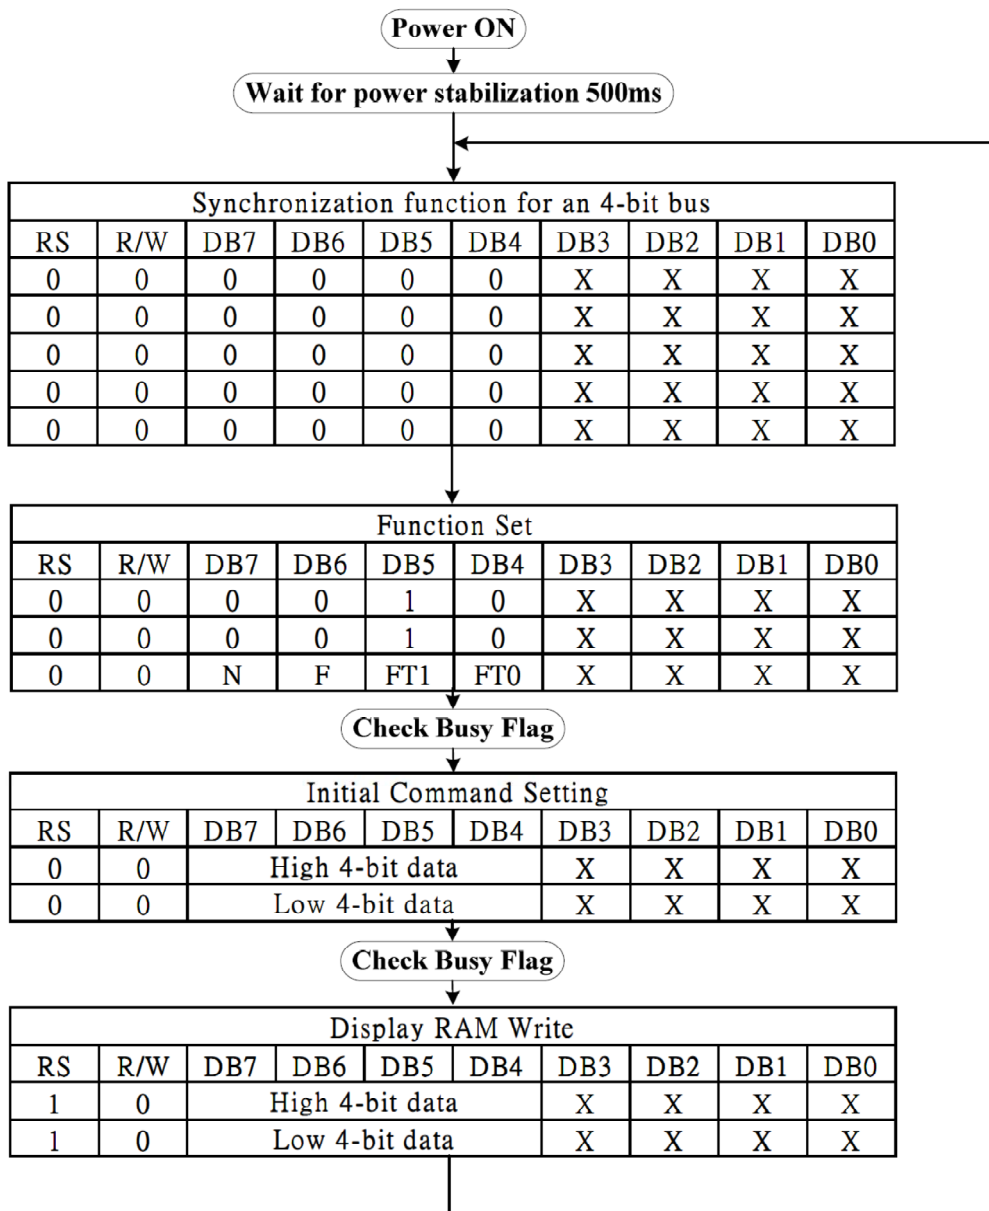 Power ON
Wait for power stabilization 500ms
Synchronization function for an 4-bit bus
RS R/W DB7 DB6 DB5 DB4 DB3 DB2 DB1 DB0
0 0 0 0 0 0 X X X X
0 0 0 0 0 0 X X X X
0 0 0 0 0 0 X X X X
0 0 0 0 0 0 X X X X
0 0 0 0 0 0 X X X X
Function Set
RS R/W DB7 DB6 DB5 DB4 DB3 DB2 DB1 DB0
0 0 0 0 1 0 X X X X
0 0 0 0 1 0 X X X X
0 0 N F FT1 FT0 X X X X
Check Busy Flag
Initial Command Setting
RS R/W DB7 DB6 DB5 DB4 DB3 DB2 DB1 DB0
0 0 High 4-bit data X X X X
0 0 Low 4-bit data X X X X
Check Busy Flag
Display RAM Write
RS R/W DB7 DB6 DB5 DB4 DB3 DB2 DB1 DB0
1 0 High 4-bit data X X X X
1 0 Low 4-bit data X X X X